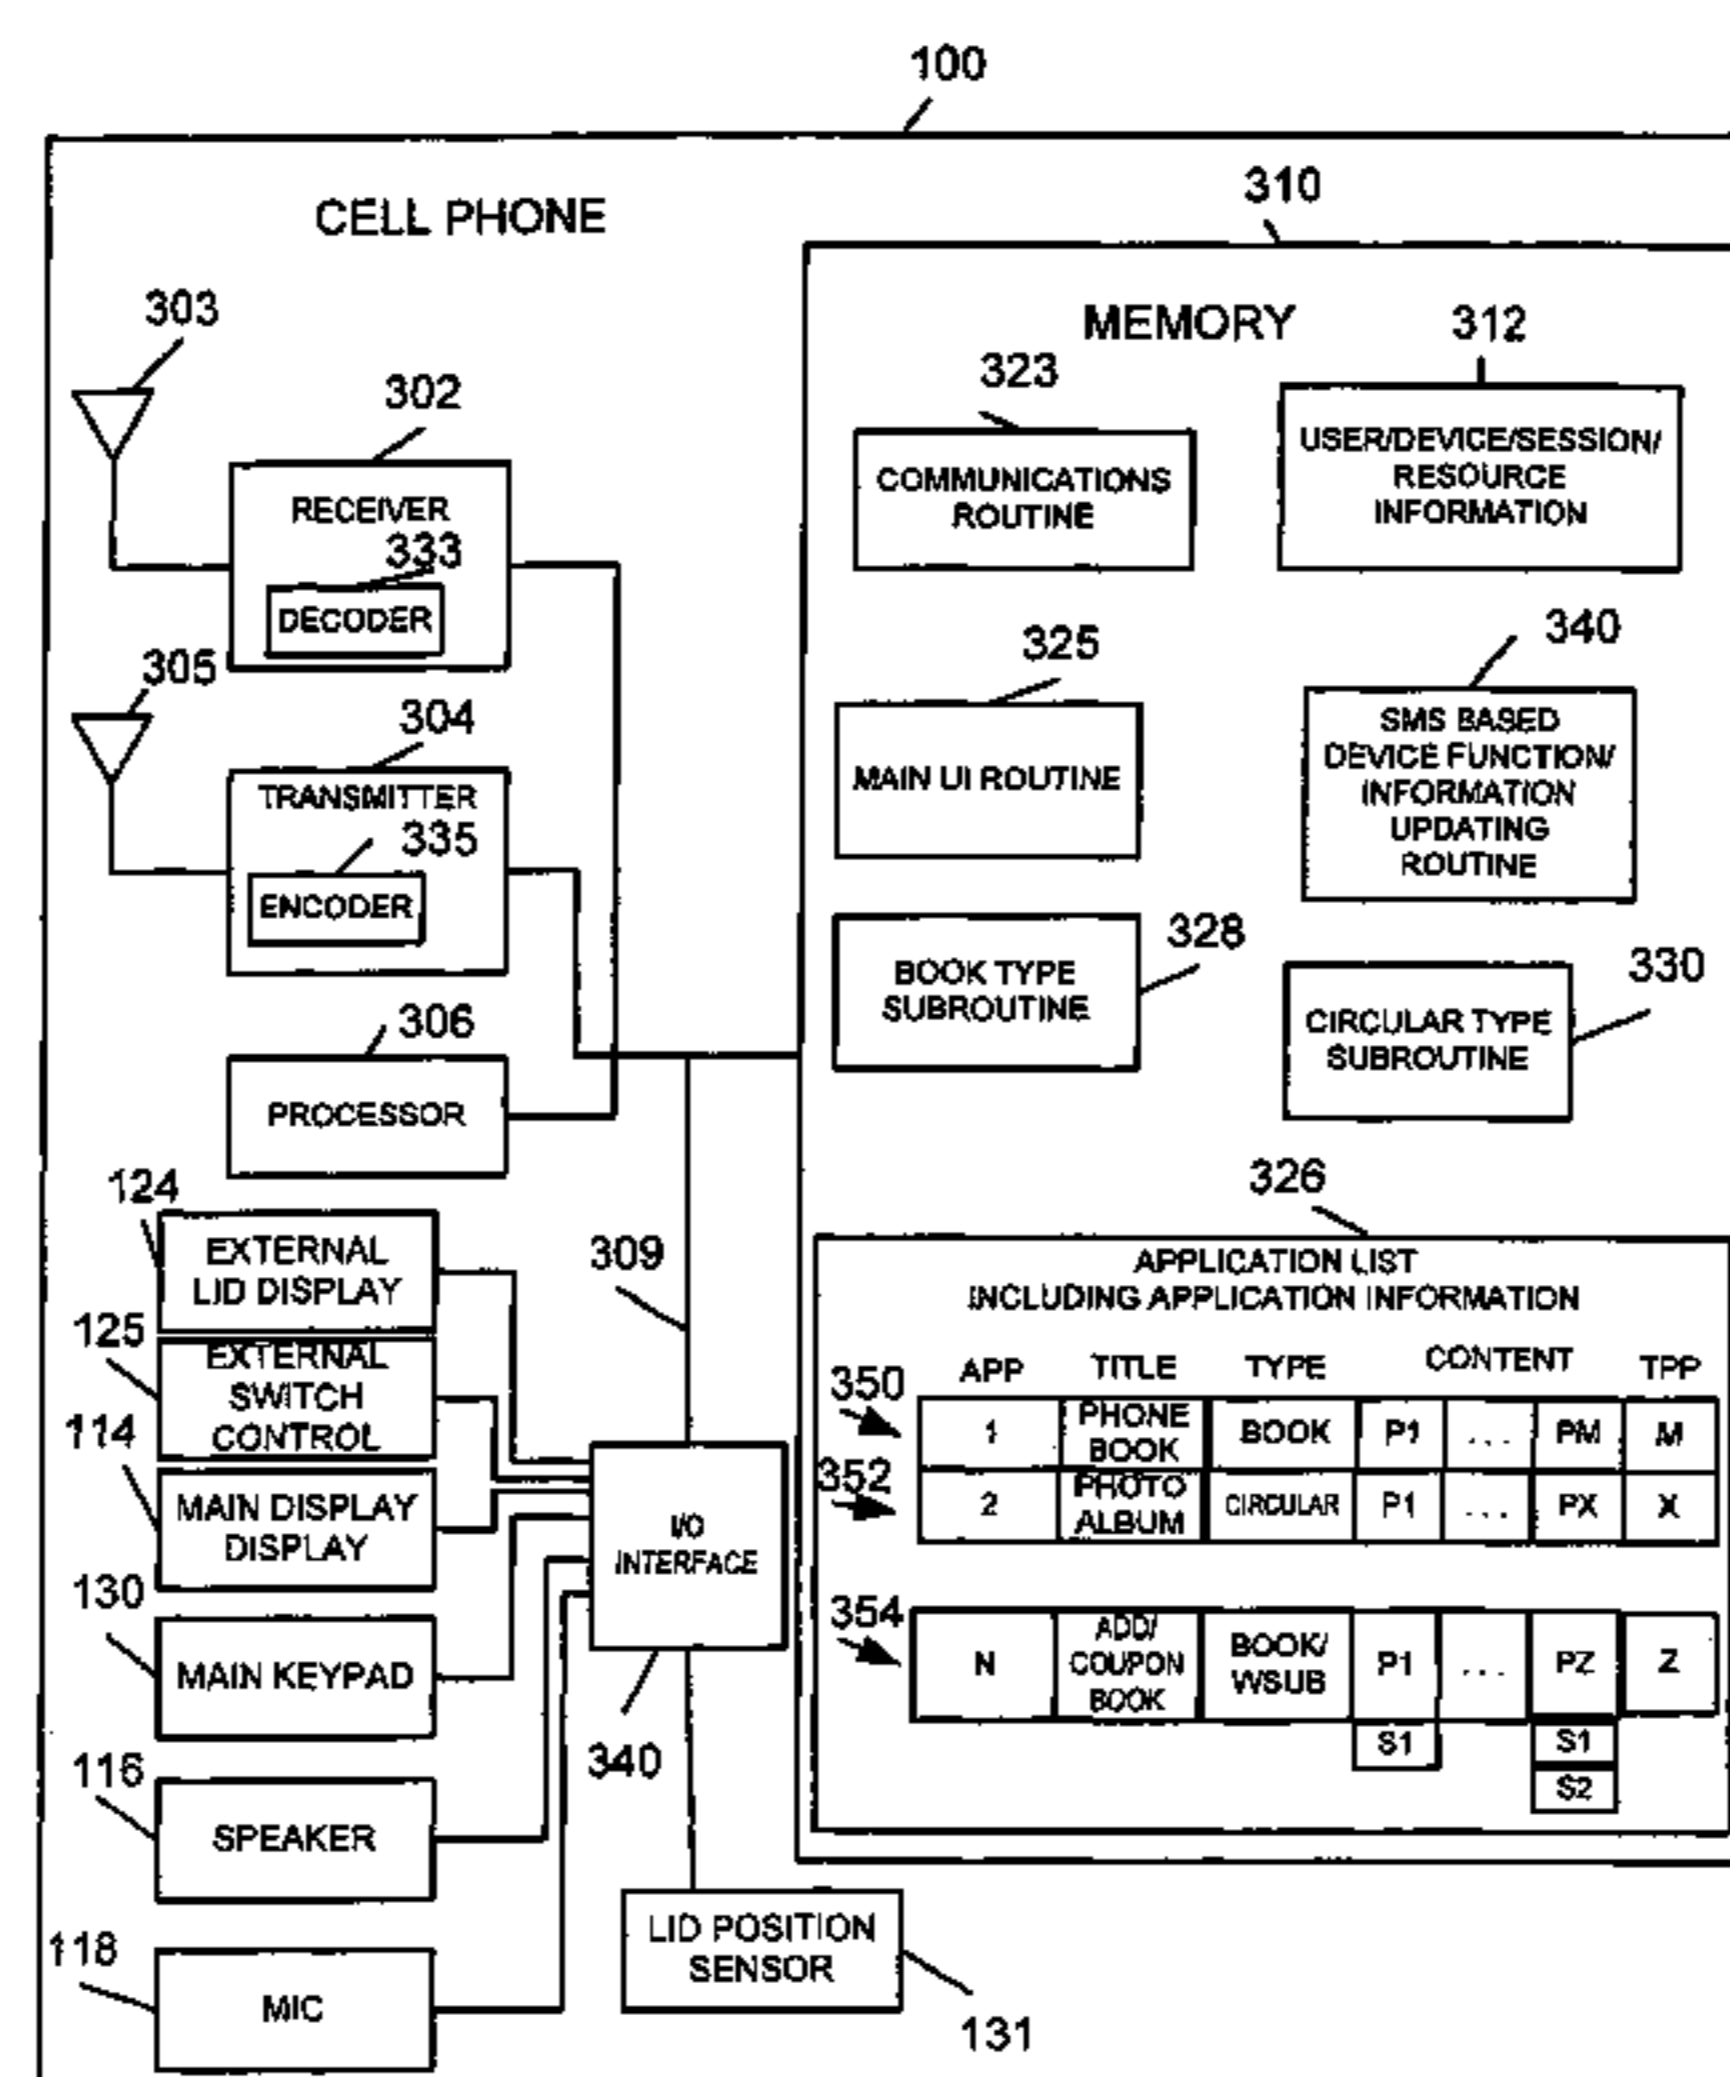 100
CELL PHONE
310
MEMORY
303
302
RECEIVER
333
DECODER
305
304
TRANSMITTER
335
ENCODER
306
PROCESSOR
124
EXTERNAL
LID DISPLAY
125
EXTERNAL
SWITCH
CONTROL
114
MAIN DISPLAY
DISPLAY
130
MAIN KEYPAD
116
SPEAKER
118
MIC
309
I/O
INTERFACE
340
LID POSITION
SENSOR
131
323
COMMUNICATIONS
ROUTINE
312
USER/DEVICE/SESSION/
RESOURCE
INFORMATION
325
MAIN UI ROUTINE
340
SMS BASED
DEVICE FUNCTION/
INFORMATION
UPDATING
ROUTINE
328
BOOK TYPE
SUBROUTINE
330
CIRCULAR TYPE
SUBROUTINE
326
APPLICATION LIST
INCLUDING APPLICATION INFORMATION
APP TITLE TYPE CONTENT TPP
350
1 PHONE BOOK BOOK P1 ... PM M
352
2 PHOTO ALBUM CIRCULAR P1 ... PX X
354
N ADD/ COUPON BOOK BOOK/ WSUB P1 ... PZ Z
S1 S1
S2